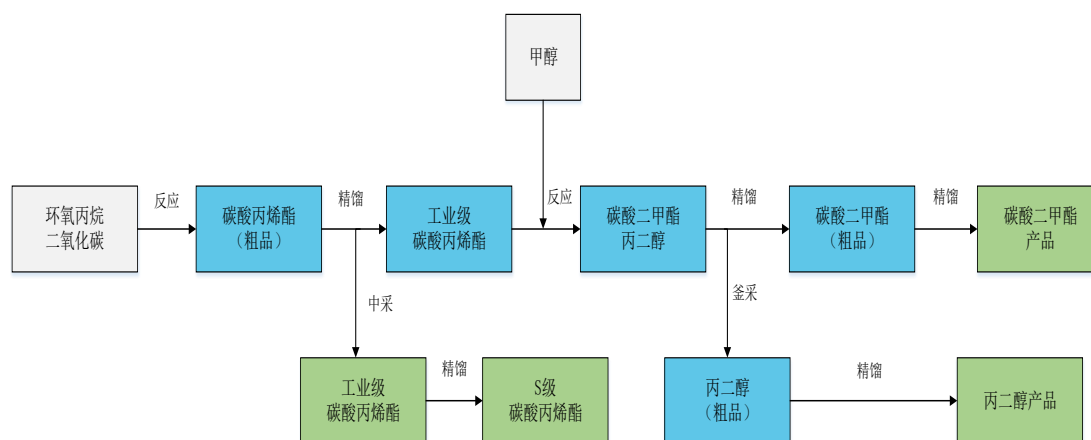 甲醇
环氧丙烷
二氧化碳
反应
碳酸丙烯酯
（粗品）
精馏
工业级
碳酸丙烯酯
反应
碳酸二甲酯
丙二醇
精馏
碳酸二甲酯
（粗品）
精馏
碳酸二甲酯
产品
中采
釜采
工业级
碳酸丙烯酯
精馏
S级
碳酸丙烯酯
丙二醇
（粗品）
精馏
丙二醇产品